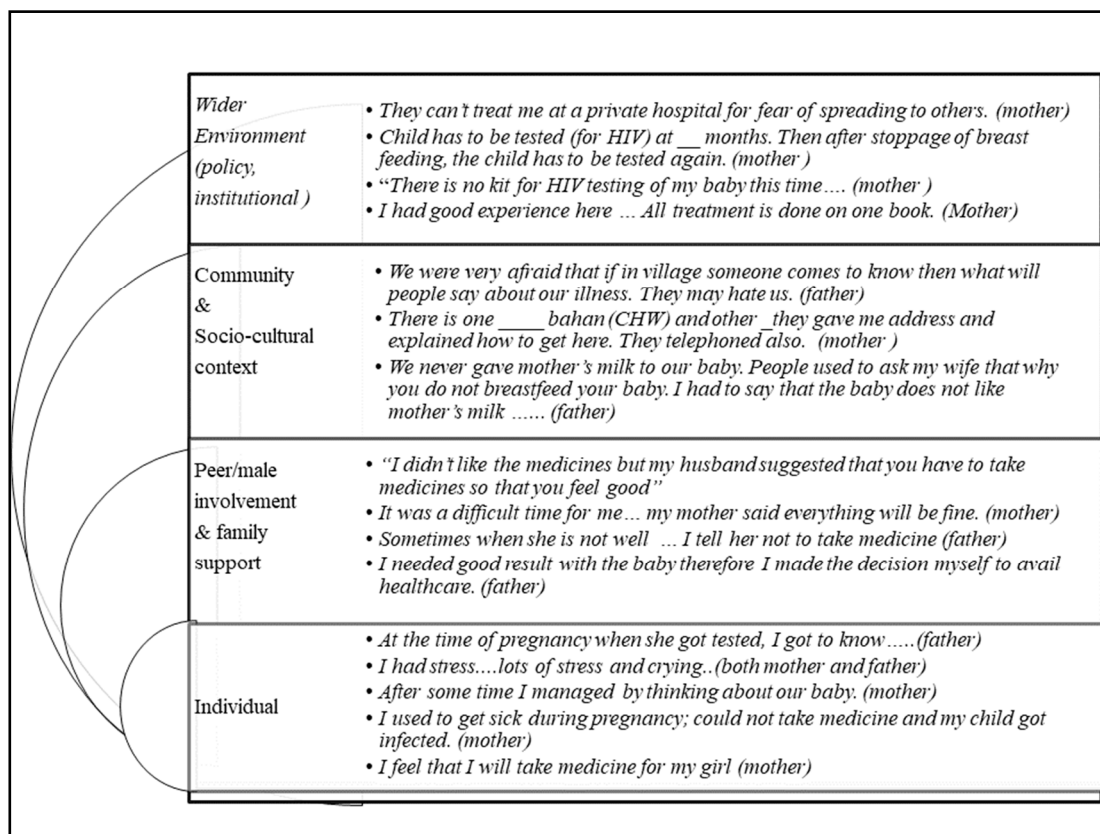 Wider
Environment
(policy,
institutional )
• They can't treat me at a private hospital for fear of spreading to others. (mother)
• Child has to be tested (for HIV) at __ months. Then after stoppage of breast
feeding, the child has to be tested again. (mother )
• “There is no kit for HIV testing of my baby this time…. (mother )
• I had good experience here … All treatment is done on one book. (Mother)
Community
&
Socio-cultural
context
• We were very afraid that if in village someone comes to know then what will
people say about our illness. They may hate us. (father)
• There is one ____ bahan (CHW) and other _they gave me address and
explained how to get here. They telephoned also. (mother )
• We never gave mother's milk to our baby. People used to ask my wife that why
you do not breastfeed your baby. I had to say that the baby does not like
mother's milk …… (father)
Peer/male
involvement
& family
support
• “I didn't like the medicines but my husband suggested that you have to take
medicines so that you feel good”
• It was a difficult time for me… my mother said everything will be fine. (mother)
• Sometimes when she is not well … I tell her not to take medicine (father)
• I needed good result with the baby therefore I made the decision myself to avail
healthcare. (father)
Individual
• At the time of pregnancy when she got tested, I got to know …..(father)
• I had stress….lots of stress and crying..(both mother and father)
• After some time I managed by thinking about our baby. (mother)
• I used to get sick during pregnancy; could not take medicine and my child got
infected. (mother)
• I feel that I will take medicine for my girl (mother)